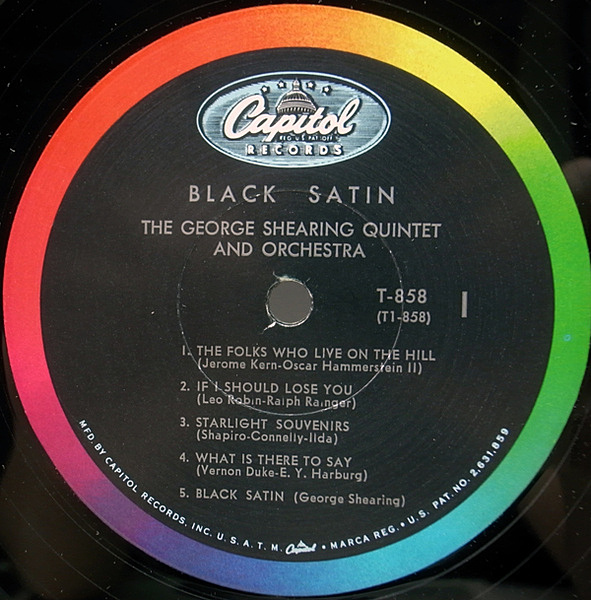 Capitol
REG. U.S. PAT. OFF.
RECORDS
BLACK SATIN
THE GEORGE SHEARING QUINTET
AND ORCHESTRA
T-858
(T1-858)
1
1. THE FOLKS WHO LIVE ON THE HILL
(Jerome Kern-Oscar Hammerstein II)
2. IF I SHOULD LOSE YOU
(Leo Robin-Ralph Rainger)
3. STARLIGHT SOUVENIRS
(Shapiro-Connelly-Ilda)
4. WHAT IS THERE TO SAY
(Vernon Duke-E. Y. Harburg)
5. BLACK SATIN (George Shearing)
MFD. BY CAPITOL RECORDS, INC. U.S.A. T.M. Capitol • MARCA REG. • U.S. PAT. NO. 2,631,859